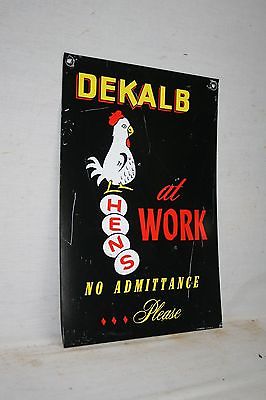 DEKALB
HENS
at
WORK
NO ADMITTANCE
... Please